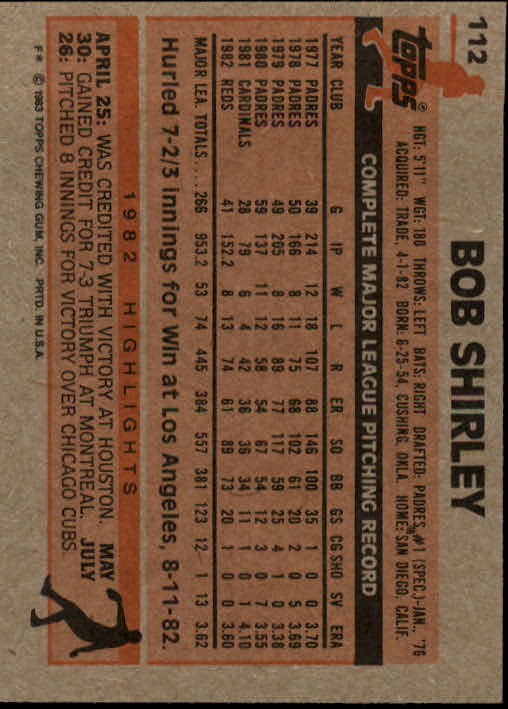 112
topps®
BOB SHIRLEY
HGT: 5'11" WGT: 180 THROWS: LEFT BATS: RIGHT DRAFTED: PADRES #1 (SPEC.)-JAN., '76
ACQUIRED: TRADE, 4-1-82 BORN: 6-25-54, CUSHING, OKLA. HOME: SAN DIEGO, CALIF.
COMPLETE MAJOR LEAGUE PITCHING RECORD
YEAR CLUB G IP W L R ER SO BB GS CG SHO SV ERA
1977 PADRES 39 214 12 18 107 88 146 100 35 1 0 0 3.70
1978 PADRES 50 166 8 11 75 68 102 61 20 2 0 5 3.69
1979 PADRES 49 205 8 16 89 77 117 59 25 4 1 0 3.38
1980 PADRES 59 137 11 12 58 54 67 54 12 3 0 7 3.55
1981 CARDINALS 28 79 6 4 42 36 36 34 11 1 0 1 4.10
1982 REDS 41 152.2 8 13 74 61 89 73 20 1 0 0 3.60
MAJOR LEA. TOTALS ... 266 953.2 53 74 445 384 557 381 123 12 1 13 3.62
Hurled 7-2/3 innings for Win at Los Angeles, 8-11-82.
1982 HIGHLIGHTS
APRIL 25: WAS CREDITED WITH VICTORY AT HOUSTON. MAY
30: GAINED CREDIT FOR 7-3 TRIUMPH AT MONTREAL. JULY
26: PITCHED 8 INNINGS FOR VICTORY OVER CHICAGO CUBS.
F* © 1983 TOPPS CHEWING GUM, INC. PRTD. IN U.S.A.